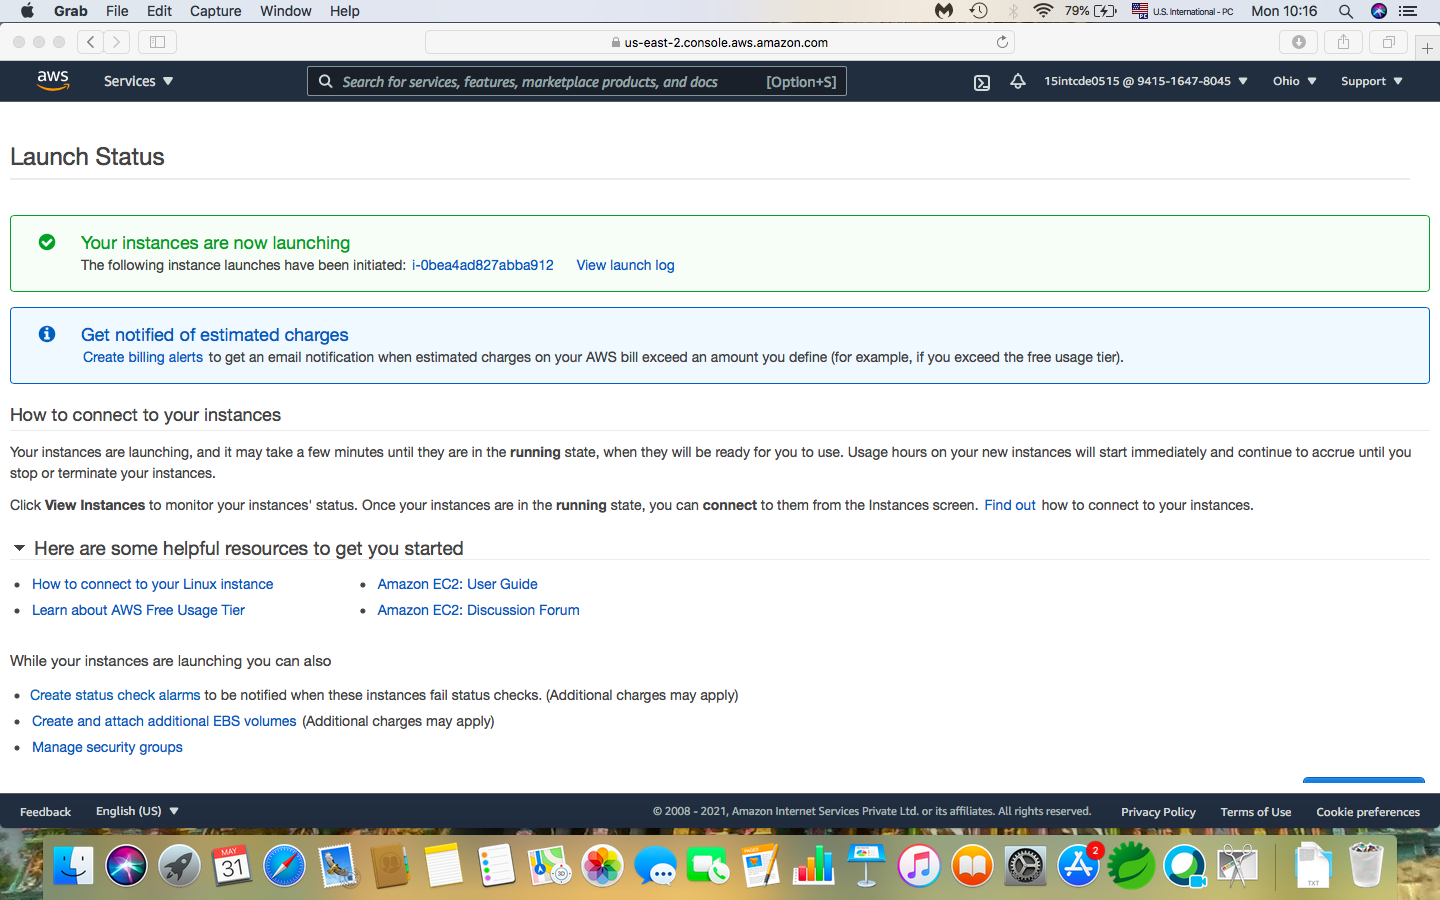 Grab File Edit Capture Window Help 79% U.S. International - PC Mon 10:16
us-east-2.console.aws.amazon.com
aws Services Search for services, features, marketplace products, and docs [Option+S] 15intcde0515 @ 9415-1647-8045 Ohio Support
Launch Status
Your instances are now launching
The following instance launches have been initiated: i-0bea4ad827abba912 View launch log
Get notified of estimated charges
Create billing alerts to get an email notification when estimated charges on your AWS bill exceed an amount you define (for example, if you exceed the free usage tier).
How to connect to your instances
Your instances are launching, and it may take a few minutes until they are in the running state, when they will be ready for you to use. Usage hours on your new instances will start immediately and continue to accrue until you
stop or terminate your instances.
Click View Instances to monitor your instances' status. Once your instances are in the running state, you can connect to them from the Instances screen. Find out how to connect to your instances.
Here are some helpful resources to get you started
How to connect to your Linux instance
Amazon EC2: User Guide
Learn about AWS Free Usage Tier
Amazon EC2: Discussion Forum
While your instances are launching you can also
Create status check alarms to be notified when these instances fail status checks. (Additional charges may apply)
Create and attach additional EBS volumes (Additional charges may apply)
Manage security groups
Feedback English (US) © 2008 - 2021, Amazon Internet Services Private Ltd. or its affiliates. All rights reserved. Privacy Policy Terms of Use Cookie preferences
MAY
31
3D
PAGES
2
TXT